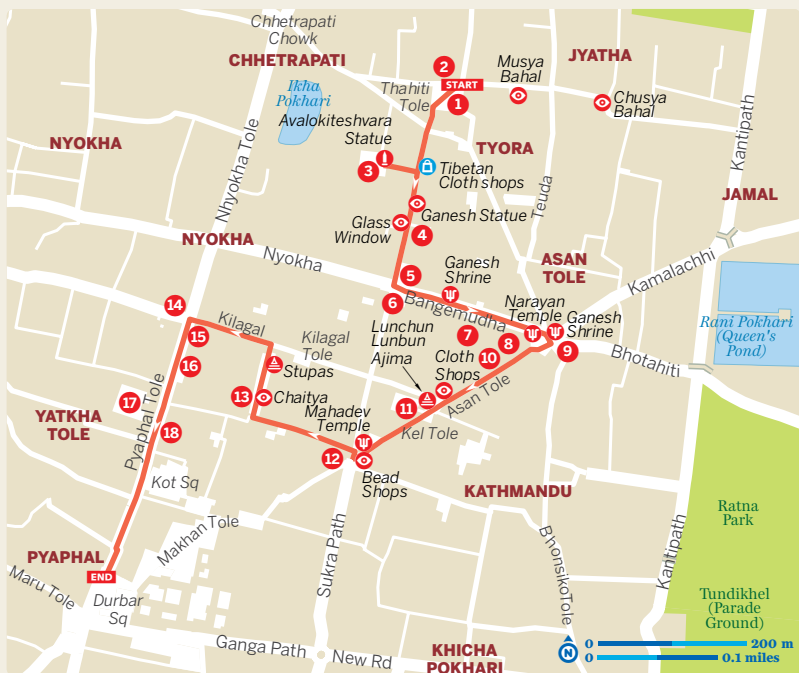 Chhetrapati
Chowk
CHHETRAPATI
Ikha
Pokhari
Thahiti
Tole
2
START
1
Musya
Bahal
JYATHA
Chusya
Bahal
Kantipath
NYOKHA
Nhyokha Tole
Avalokiteshvara
Statue
3
TYORA
Tibetan
Cloth shops
Teuda
JAMAL
Ganesh Statue
Glass
Window
4
NYOKHA
Nyokha
5
6
Ganesh
Shrine
ASAN
TOLE
Kamalachhi
Bangemudha
Narayan
Temple
Ganesh
Shrine
Rani Pokhari
(Queen's
Pond)
14
Kilagal
15
16
Kilagal
Tole
Lunchun
Lunbun
Ajima
7
8
9
10
Cloth
Shops
Bhotahiti
Stupas
13
Chaitya
11
Asan Tole
Kel Tole
17
YATKHA
TOLE
Pyaphal Tole
18
Mahadev
Temple
12
Bead
Shops
KATHMANDU
Kot Sq
Makhan Tole
Sukra Path
BhonsikoTole
Kantipath
Ratna
Park
PYAPHAL
END
Maru Tole
Durbar
Sq
Tundikhel
(Parade
Ground)
Ganga Path
New Rd
KHICHA
POKHARI
N
0
200 m
0
0.1 miles